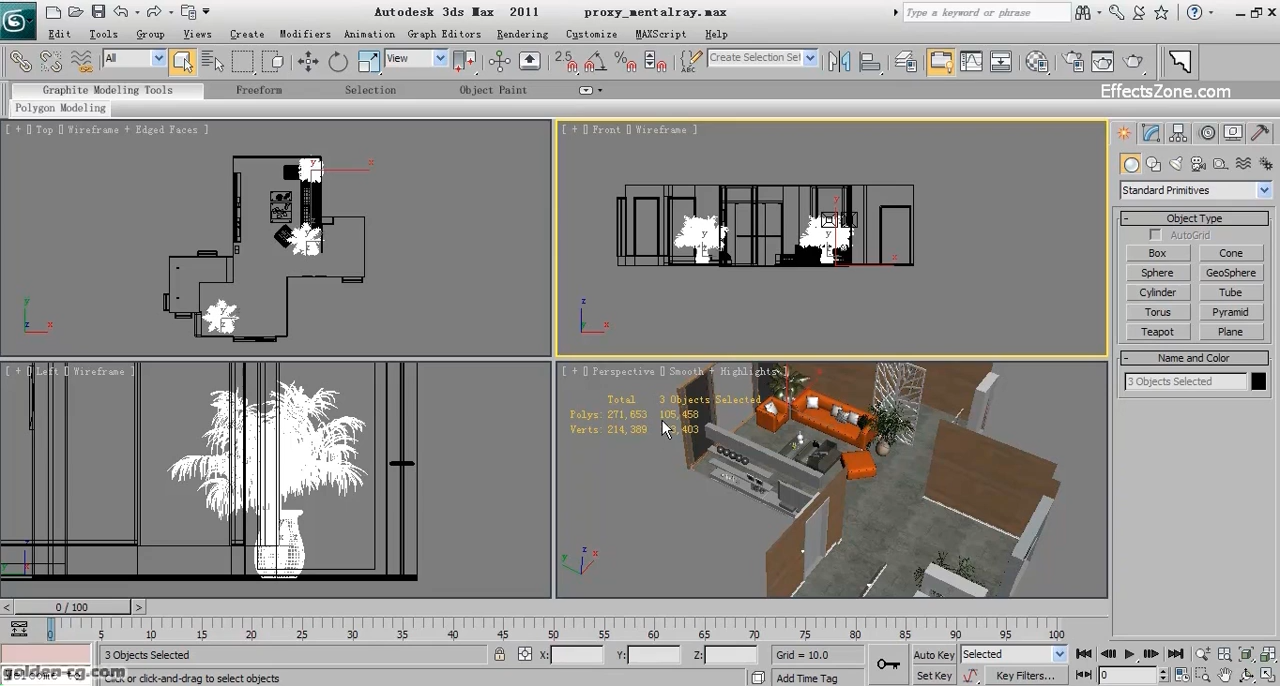 Autodesk 3ds Max 2011 proxy_mentalray.max
Type a keyword or phrase
Edit Tools Group Views Create Modifiers Animation Graph Editors Rendering Customize MAXScript Help
All View 2.5 Create Selection Set
Graphite Modeling Tools Freeform Selection Object Paint
EffectsZone.com
Polygon Modeling
[ + [] Top [] Wireframe + Edged Faces ]
[ + [] Front [] Wireframe ]
Standard Primitives
Object Type
AutoGrid
Box Cone
Sphere GeoSphere
Cylinder Tube
Torus Pyramid
Teapot Plane
Name and Color
3 Objects Selected
[ + [] Left [] Wireframe ]
[ + [] Perspective [] Smooth + Highlights ]
Total 3 Objects Selected
Polys: 271,653 105,458
Verts: 214,389
0 / 100
0 5 10 15 20 25 30 35 40 45 50 55 60 65 70 75 80 85 90 95 100
3 Objects Selected X: Y: Z: Grid = 10.0 Auto Key Selected
golden-cg.com
Click or click-and-drag to select objects Add Time Tag Set Key Key Filters... 0